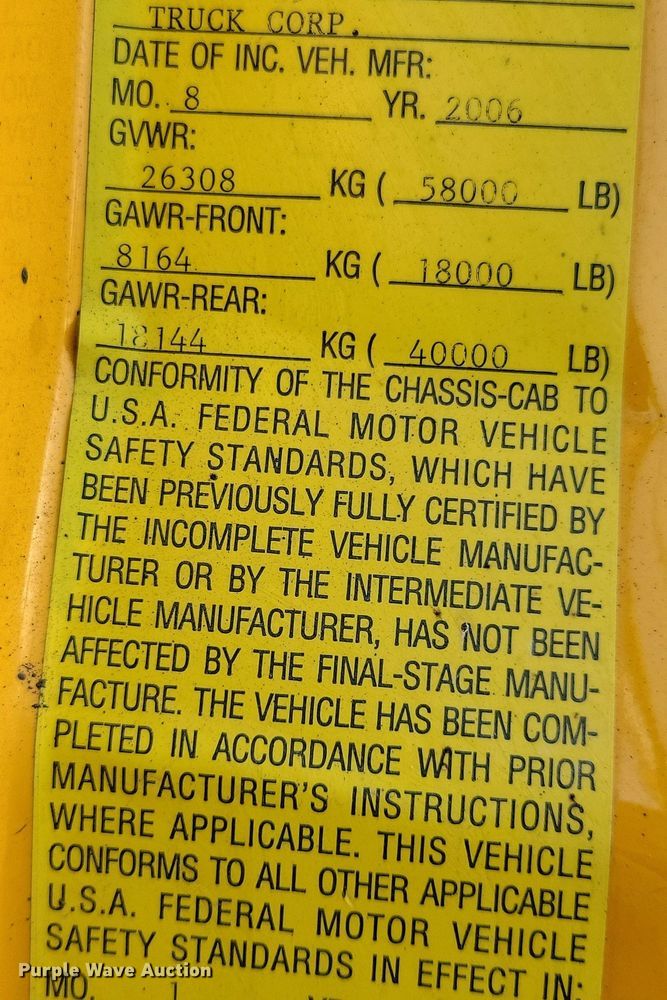 TRUCK CORP.
DATE OF INC. VEH. MFR:
MO. 8 YR. 2006
GVWR:
26308 KG ( 58000 LB)
GAWR-FRONT:
8164 KG ( 18000 LB)
GAWR-REAR:
18144 KG ( 40000 LB)
CONFORMITY OF THE CHASSIS-CAB TO
U.S.A. FEDERAL MOTOR VEHICLE
SAFETY STANDARDS, WHICH HAVE
BEEN PREVIOUSLY FULLY CERTIFIED BY
THE INCOMPLETE VEHICLE MANUFAC-
TURER OR BY THE INTERMEDIATE VE-
HICLE MANUFACTURER, HAS NOT BEEN
AFFECTED BY THE FINAL-STAGE MANU-
FACTURE. THE VEHICLE HAS BEEN COM-
PLETED IN ACCORDANCE WITH PRIOR
MANUFACTURER'S INSTRUCTIONS,
WHERE APPLICABLE. THIS VEHICLE
CONFORMS TO ALL OTHER APPLICABLE
U.S.A. FEDERAL MOTOR VEHICLE
SAFETY STANDARDS IN EFFECT IN:
MO. 1
Purple Wave Auction